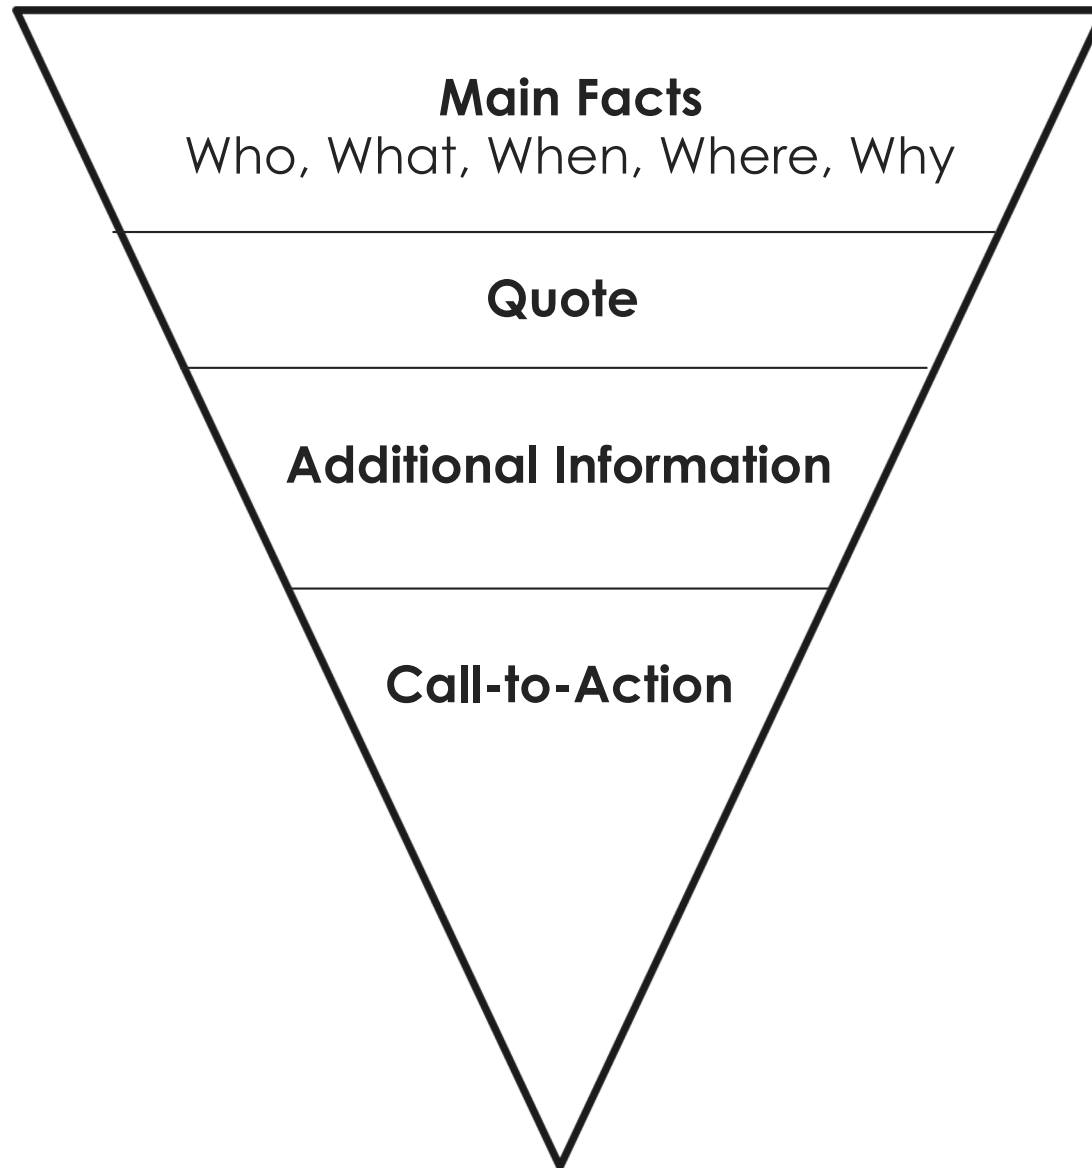 Main Facts
Who, What, When, Where, Why
Quote
Additional Information
Call-to-Action